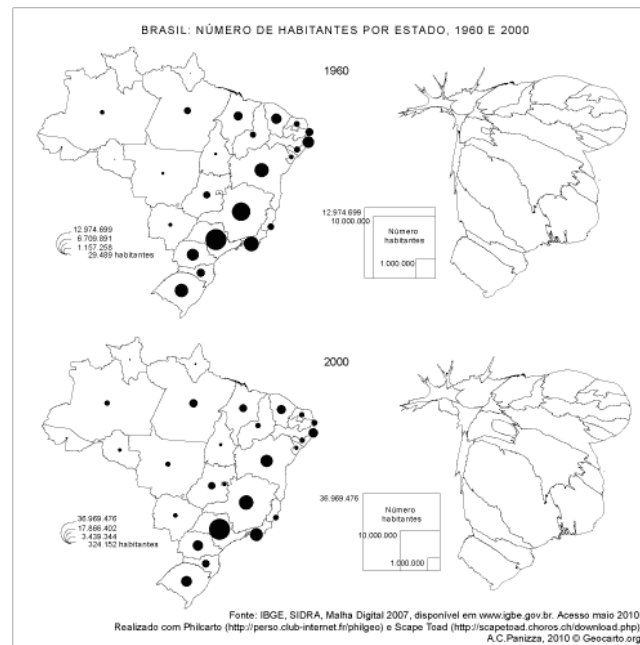 BRASIL: NÚMERO DE HABITANTES POR ESTADO, 1960 E 2000
1960
12.974.699
6.709.891
1.157.258
29.489 habitantes
12.974.699
10.000.000
Número
habitantes
1.000.000
2000
36.969.476
17.866.402
3.439.344
324.152 habitantes
36.969.476
Número
habitantes
10.000.000
1.000.000
Fonte: IBGE, SIDRA, Malha Digital 2007, disponível em www.igbe.gov.br. Acesso maio 2010
Realizado com Philcarto (http://perso.club-internet.fr/philgeo) e Scape Toad (http://scapetoad.choros.ch/download.php)
A.C.Panizza, 2010 © Geocarto.org